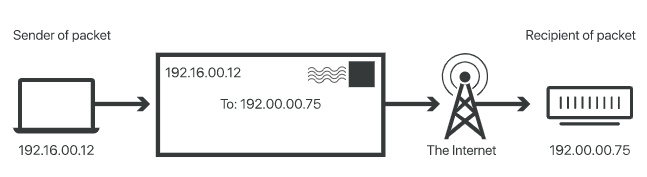 Sender of packet
Recipient of packet
192.16.00.12
To: 192.00.00.75
192.16.00.12
The Internet
192.00.00.75